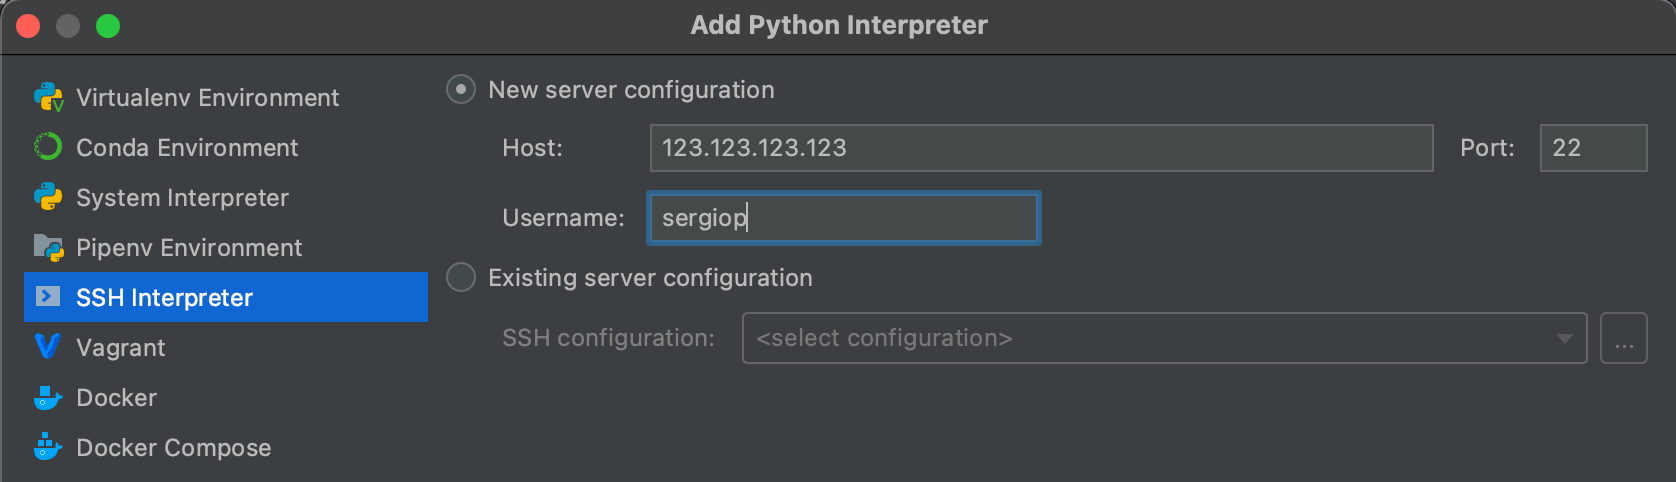 Add Python Interpreter
Virtualenv Environment
Conda Environment
System Interpreter
Pipenv Environment
SSH Interpreter
Vagrant
Docker
Docker Compose
New server configuration
Host: 123.123.123.123 Port: 22
Username: sergiop
Existing server configuration
SSH configuration: <select configuration> ...